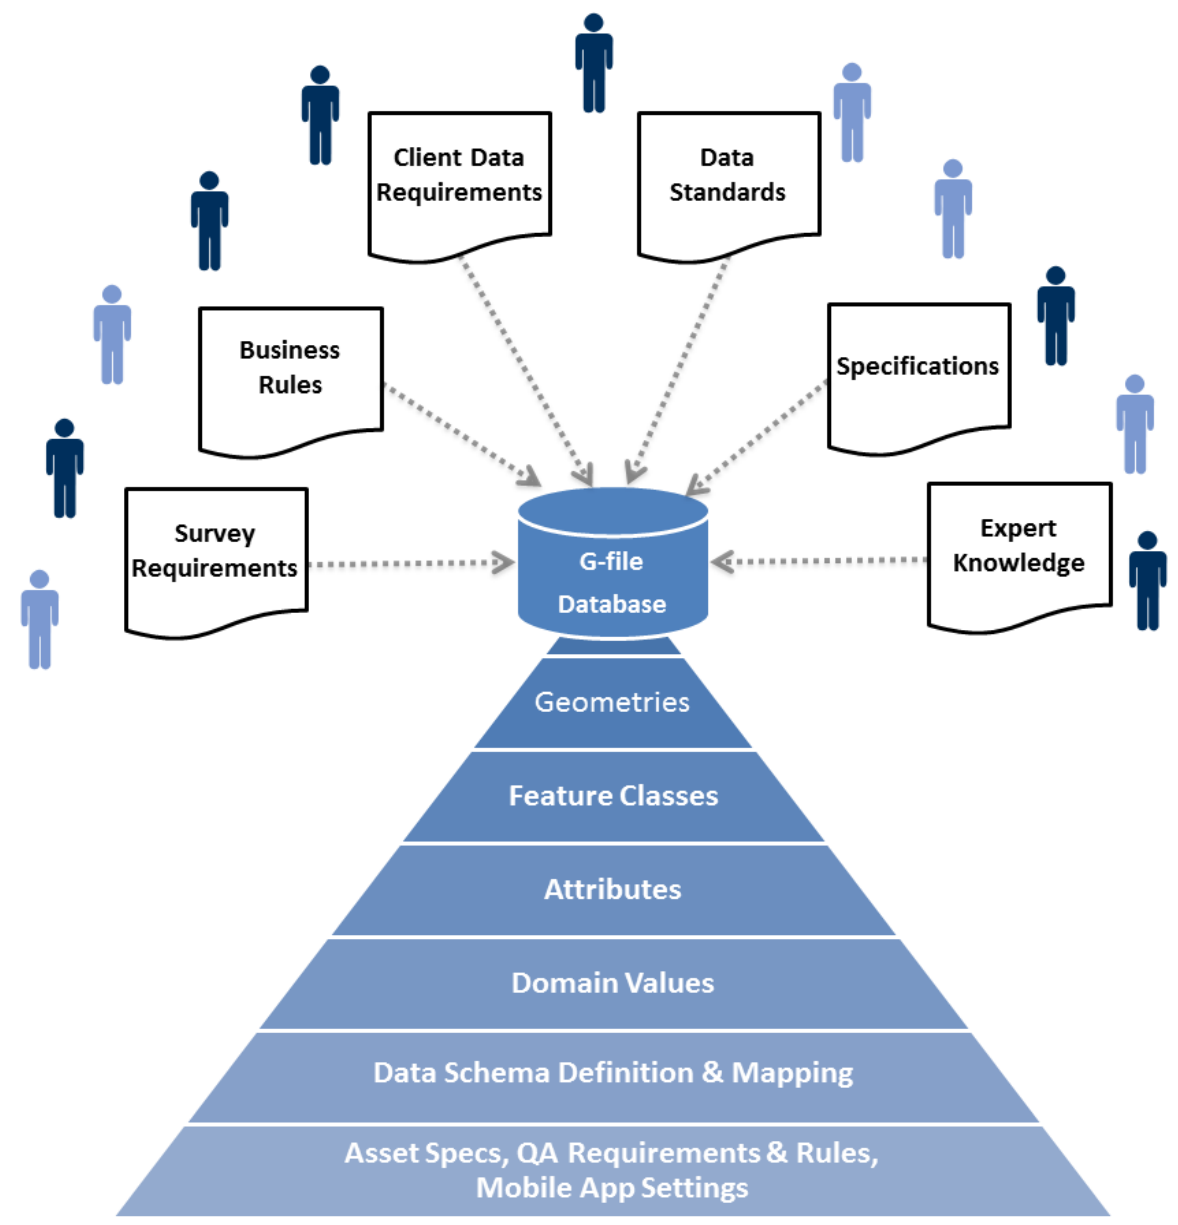 Client Data
Requirements
Data
Standards
Business
Rules
Specifications
Survey
Requirements
Expert
Knowledge
G-file
Database
Geometries
Feature Classes
Attributes
Domain Values
Data Schema Definition & Mapping
Asset Specs, QA Requirements & Rules,
Mobile App Settings